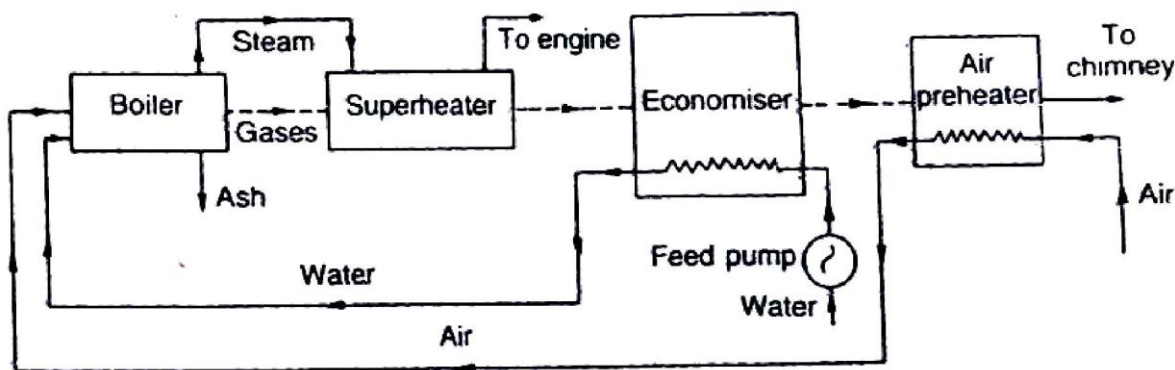 Steam
To engine
To
chimney
Boiler
Superheater
Economiser
Air
preheater
Gases
Ash
Air
Feed pump
Water
Water
Air